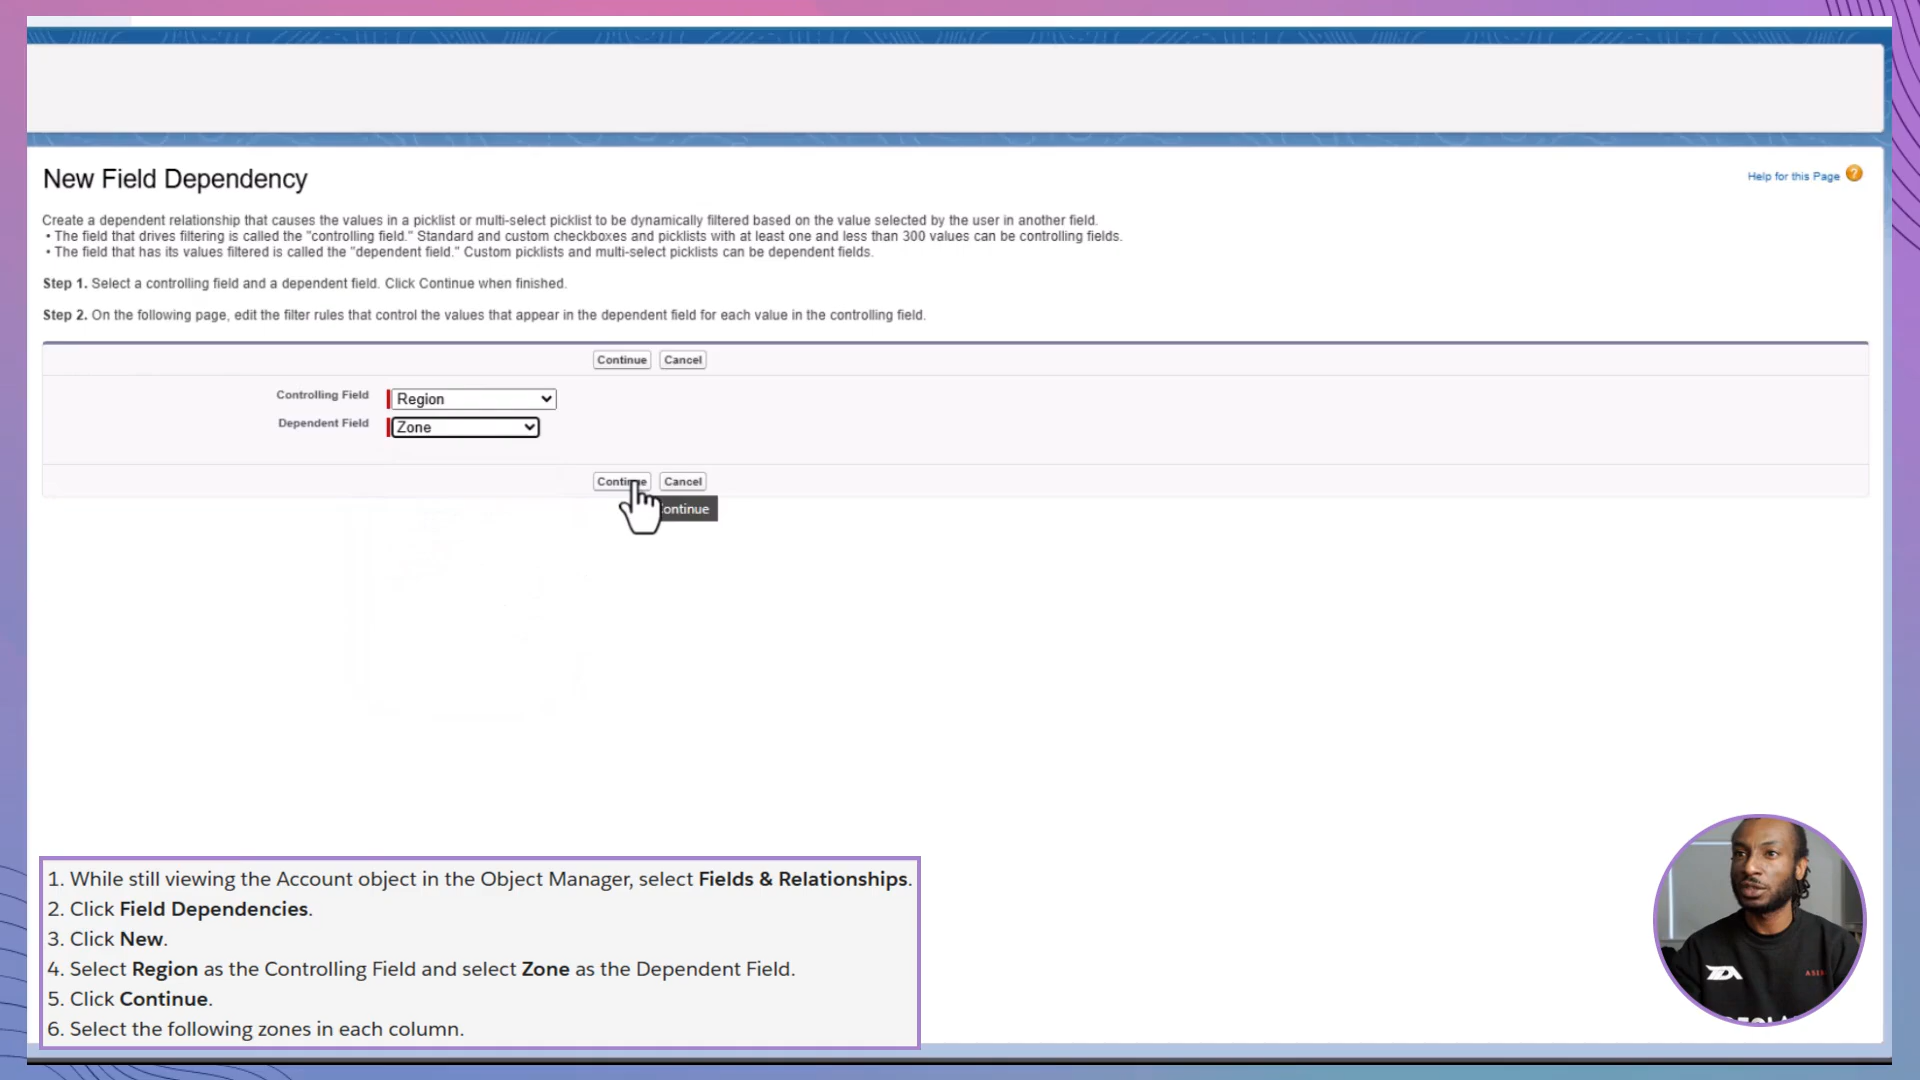 New Field Dependency
Help for this Page
Create a dependent relationship that causes the values in a picklist or multi-select picklist to be dynamically filtered based on the value selected by the user in another field.
• The field that drives filtering is called the "controlling field." Standard and custom checkboxes and picklists with at least one and less than 300 values can be controlling fields.
• The field that has its values filtered is called the "dependent field." Custom picklists and multi-select picklists can be dependent fields.
Step 1. Select a controlling field and a dependent field. Click Continue when finished.
Step 2. On the following page, edit the filter rules that control the values that appear in the dependent field for each value in the controlling field.
Continue Cancel
Controlling Field Region
Dependent Field Zone
Continue Cancel
ontinue
1. While still viewing the Account object in the Object Manager, select Fields & Relationships.
2. Click Field Dependencies.
3. Click New.
4. Select Region as the Controlling Field and select Zone as the Dependent Field.
5. Click Continue.
6. Select the following zones in each column.